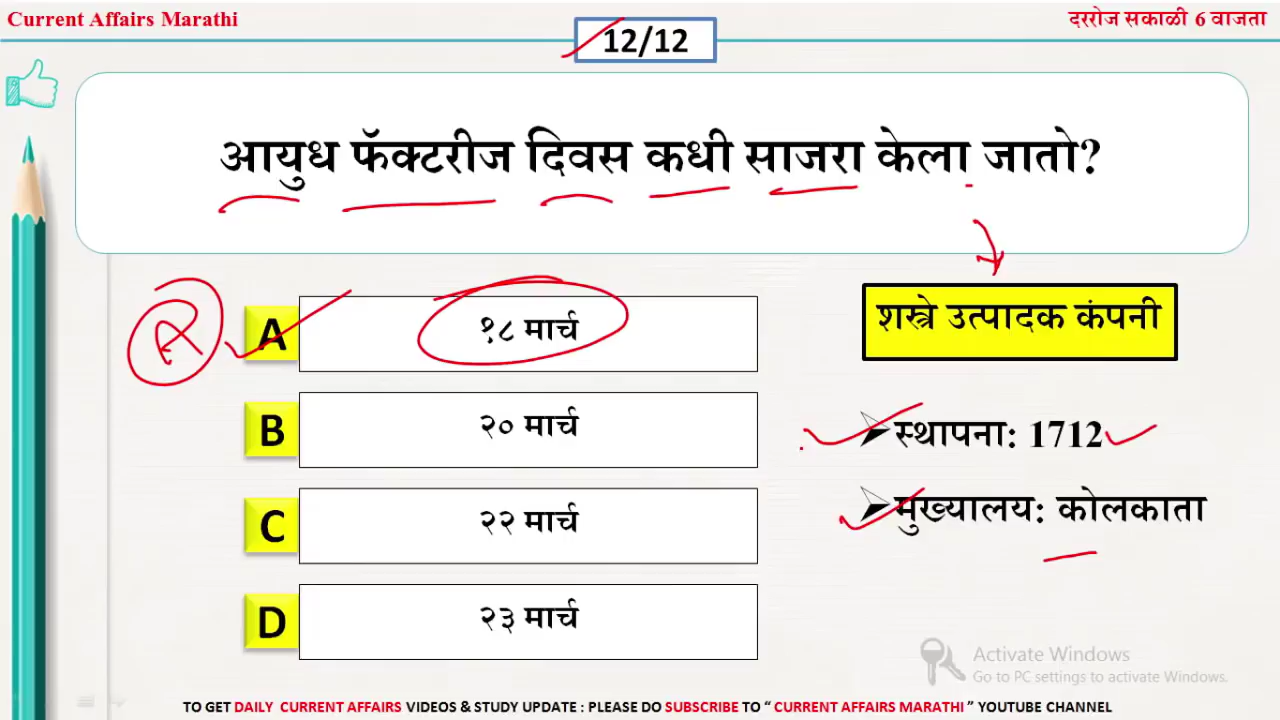 Current Affairs Marathi
दररोज सकाळी 6 वाजता
12/12
आयुध फॅक्टरीज दिवस कधी साजरा केला जातो?
A
१८ मार्च
B
२० मार्च
C
२२ मार्च
D
२३ मार्च
शस्त्रे उत्पादक कंपनी
स्थापना: 1712
मुख्यालय: कोलकाता
Activate Windows
Go to PC settings to activate Windows.
TO GET DAILY CURRENT AFFAIRS VIDEOS & STUDY UPDATE : PLEASE DO SUBSCRIBE TO “ CURRENT AFFAIRS MARATHI ” YOUTUBE CHANNEL